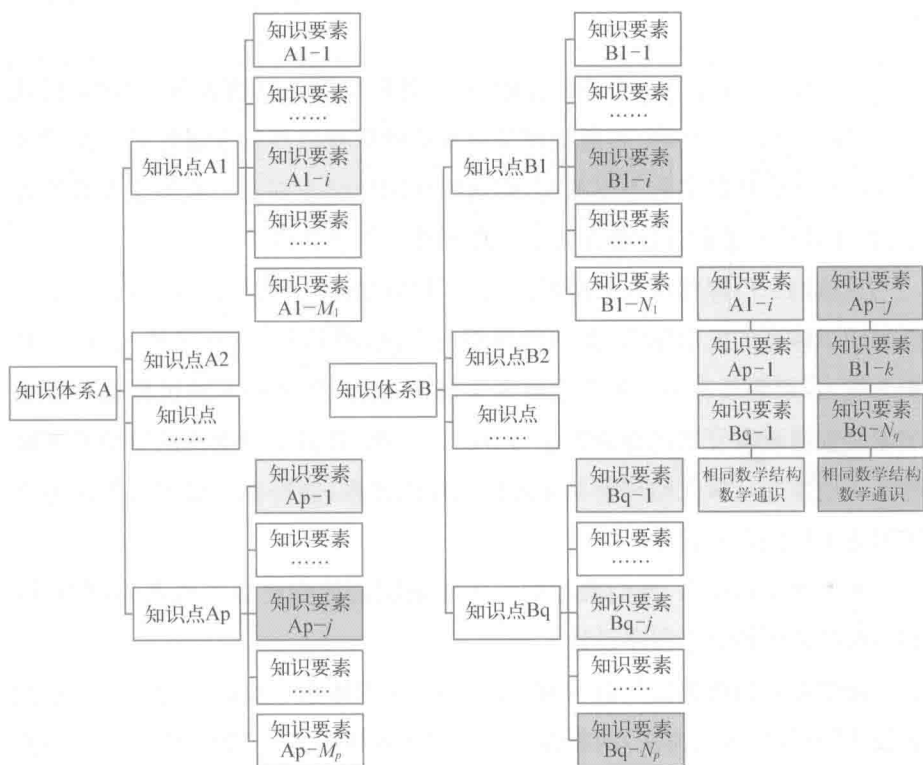 知识体系A
知识点A1
知识要素
A1-1
知识要素
……
知识要素
A1-i
知识要素
……
知识要素
A1-M₁
知识点A2
知识点
……
知识点Ap
知识要素
Ap-1
知识要素
……
知识要素
Ap-j
知识要素
……
知识要素
Ap-Mₚ
知识体系B
知识点B1
知识要素
B1-1
知识要素
……
知识要素
B1-i
知识要素
……
知识要素
B1-N₁
知识点B2
知识点
……
知识点Bq
知识要素
Bq-1
知识要素
……
知识要素
Bq-j
知识要素
……
知识要素
Bq-Nₚ
知识要素
A1-i
知识要素
Ap-1
知识要素
Bq-1
相同数学结构
数学通识
知识要素
Ap-j
知识要素
B1-k
知识要素
Bq-N_q
相同数学结构
数学通识